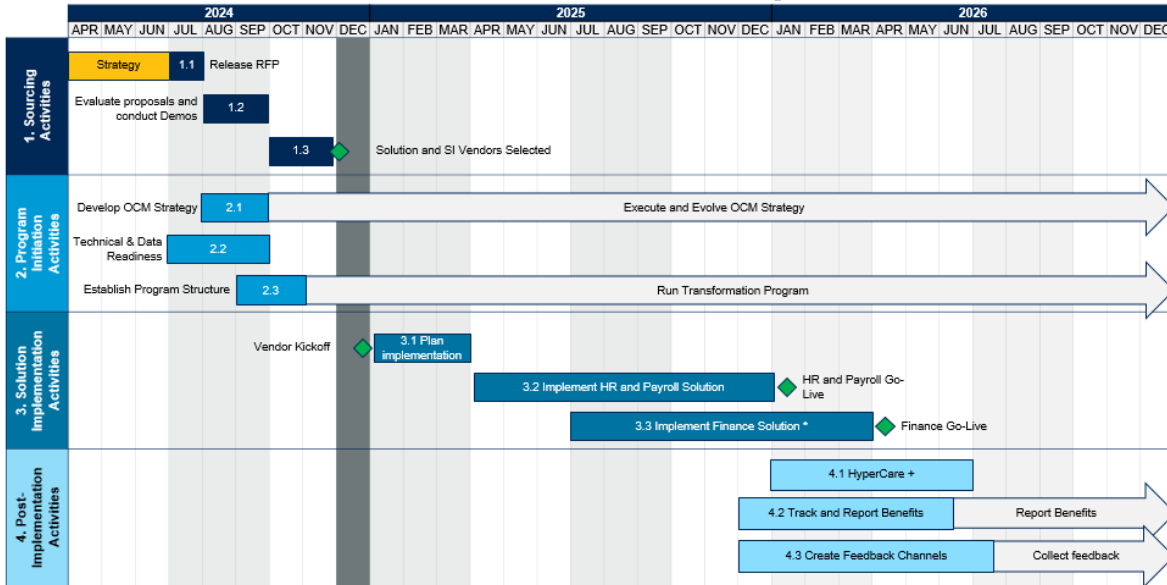 2024 2025 2026
APR MAY JUN JUL AUG SEP OCT NOV DEC JAN FEB MAR APR MAY JUN JUL AUG SEP OCT NOV DEC JAN FEB MAR APR MAY JUN JUL AUG SEP OCT NOV DEC
1. Sourcing
Activities
Strategy 1.1 Release RFP
Evaluate proposals and
conduct Demos
1.2
1.3 Solution and SI Vendors Selected
2. Program
Initiation
Activities
Develop OCM Strategy 2.1 Execute and Evolve OCM Strategy
Technical & Data
Readiness
2.2
Establish Program Structure 2.3 Run Transformation Program
3. Solution
Implementation
Activities
Vendor Kickoff
3.1 Plan
implementation
3.2 Implement HR and Payroll Solution
HR and Payroll Go-
Live
3.3 Implement Finance Solution * Finance Go-Live
4. Post-
Implementation
Activities
4.1 HyperCare +
4.2 Track and Report Benefits Report Benefits
4.3 Create Feedback Channels Collect feedback